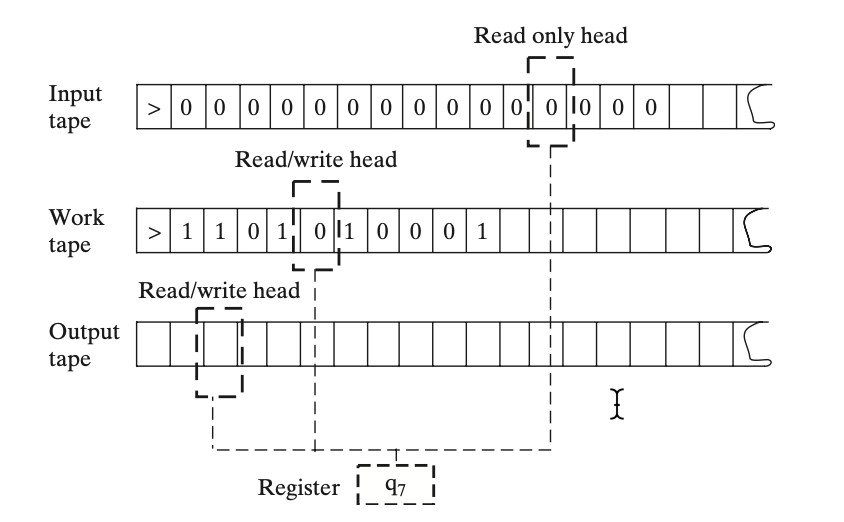 Read only head
Input tape
> 0 0 0 0 0 0 0 0 0 0 0 0 0 0 0
Read/write head
Work tape
> 1 1 0 1 0 1 0 0 0 1
Read/write head
Output tape
Register q₇